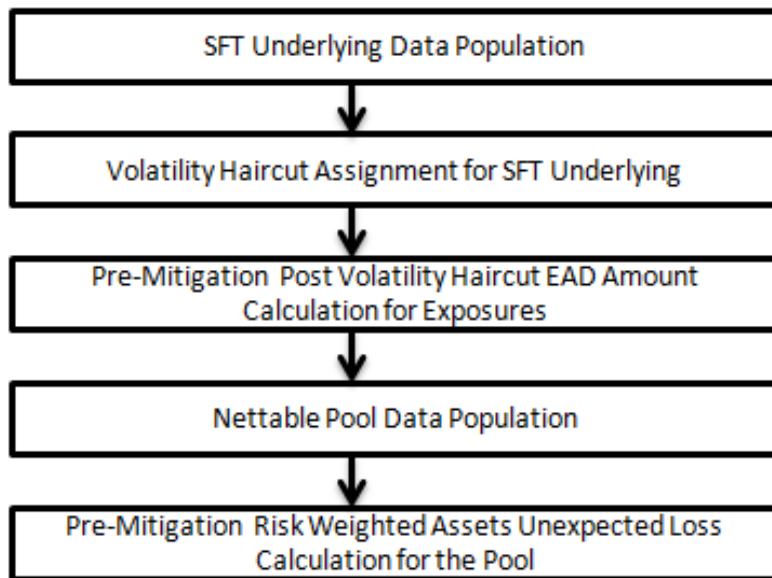 SFT Underlying Data Population
Volatility Haircut Assignment for SFT Underlying
Pre-Mitigation Post Volatility Haircut EAD Amount
Calculation for Exposures
Nettable Pool Data Population
Pre-Mitigation Risk Weighted Assets Unexpected Loss
Calculation for the Pool